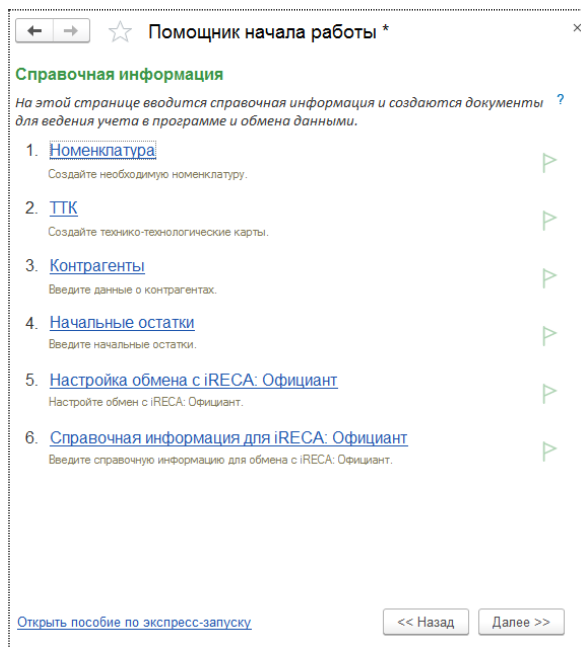 Помощник начала работы *
Справочная информация
На этой странице вводится справочная информация и создаются документы ?
для ведения учета в программе и обмена данными.
1. Номенклатура
Создайте необходимую номенклатуру.
2. ТТК
Создайте технико-технологические карты.
3. Контрагенты
Введите данные о контрагентах.
4. Начальные остатки
Введите начальные остатки.
5. Настройка обмена с iRECA: Официант
Настройте обмен с iRECA: Официант.
6. Справочная информация для iRECA: Официант
Введите справочную информацию для обмена с iRECA: Официант.
Открыть пособие по экспресс-запуску << Назад Далее >>